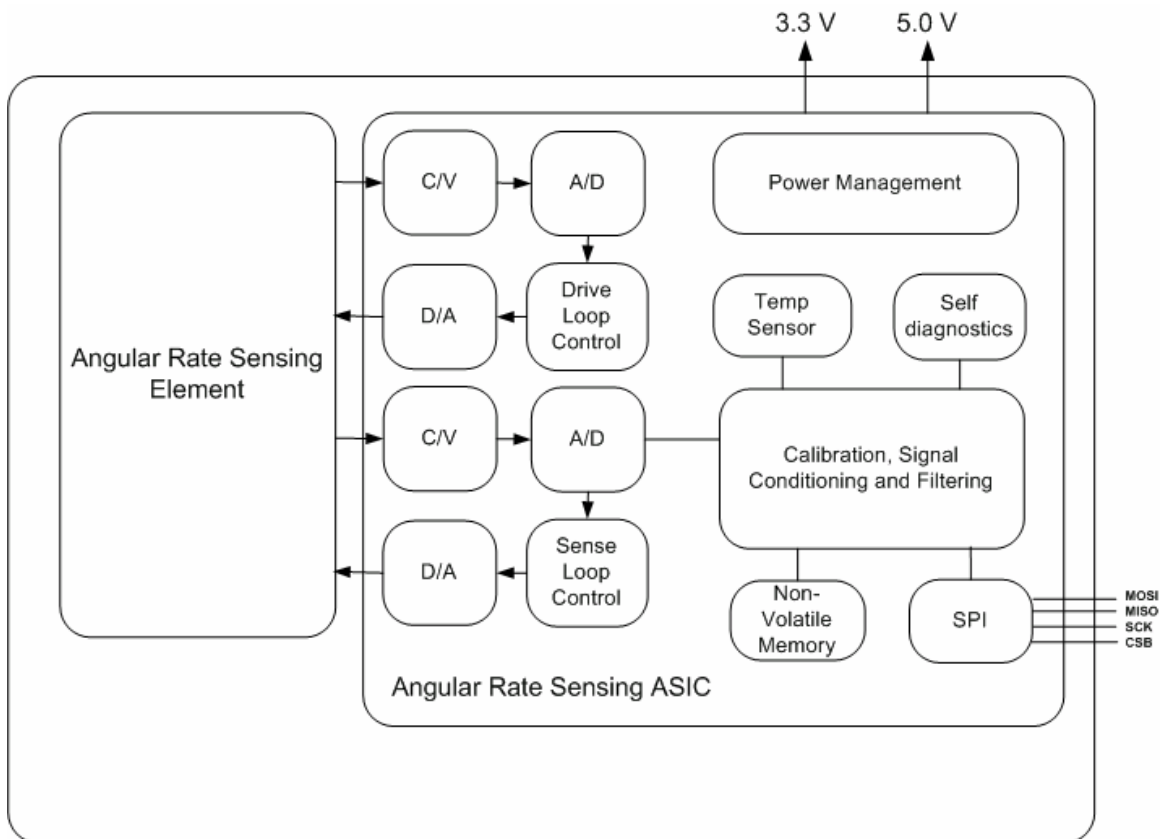 3.3 V
5.0 V
C/V
A/D
Power Management
D/A
Drive
Loop
Control
Temp
Sensor
Self
diagnostics
Angular Rate Sensing
Element
C/V
A/D
Calibration, Signal
Conditioning and Filtering
D/A
Sense
Loop
Control
Non-
Volatile
Memory
SPI
MOSI
MISO
SCK
CSB
Angular Rate Sensing ASIC